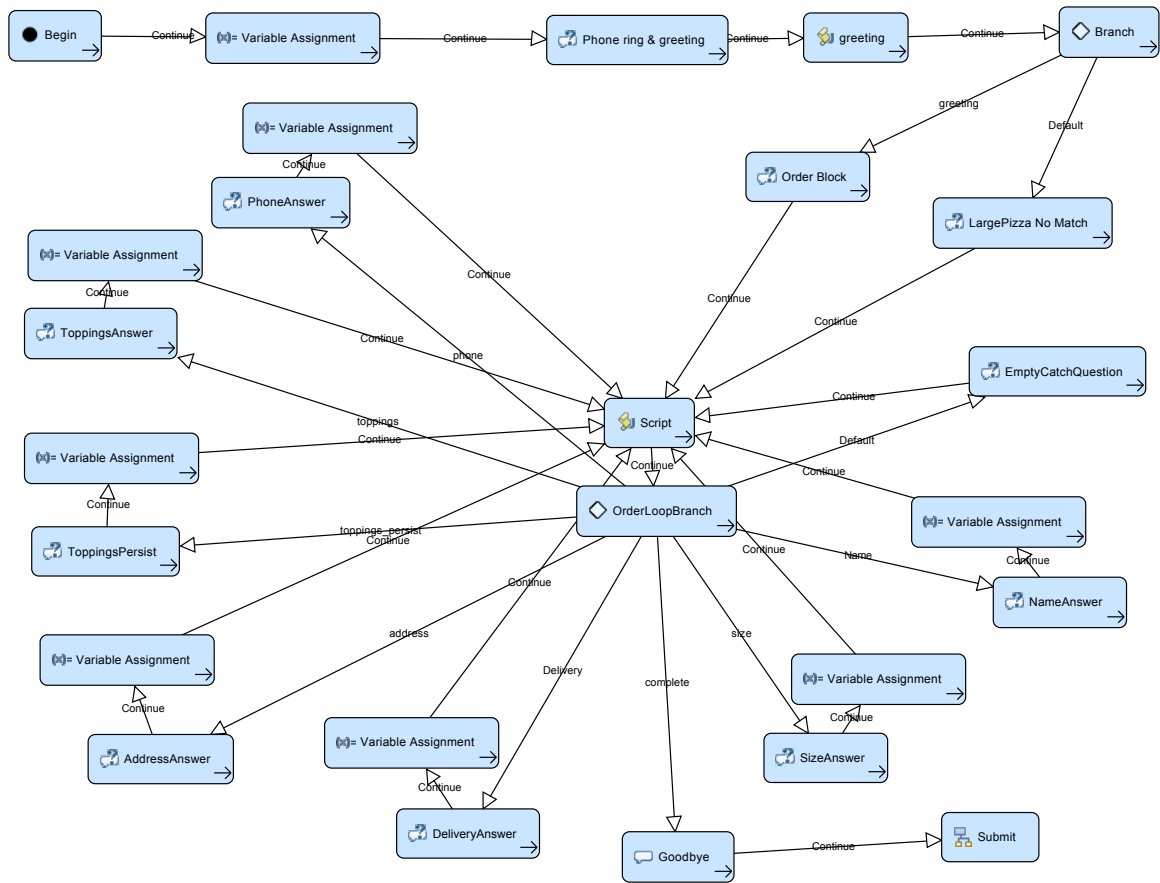 Begin
Continue
(x)= Variable Assignment
Continue
Phone ring & greeting
Continue
greeting
Continue
Branch
greeting
Default
(x)= Variable Assignment
Continue
PhoneAnswer
Order Block
LargePizza No Match
(x)= Variable Assignment
Continue
ToppingsAnswer
Continue
Continue
Continue
Continue
phone
EmptyCatchQuestion
Continue
toppings
Script
Default
(x)= Variable Assignment
Continue
Continue
Continue
Continue
OrderLoopBranch
(x)= Variable Assignment
toppings_persist
Continue
ToppingsPersist
Continue
Name
Continue
Continue
NameAnswer
address
size
(x)= Variable Assignment
Delivery
complete
(x)= Variable Assignment
Continue
Continue
(x)= Variable Assignment
AddressAnswer
SizeAnswer
Continue
DeliveryAnswer
Submit
Goodbye
Continue